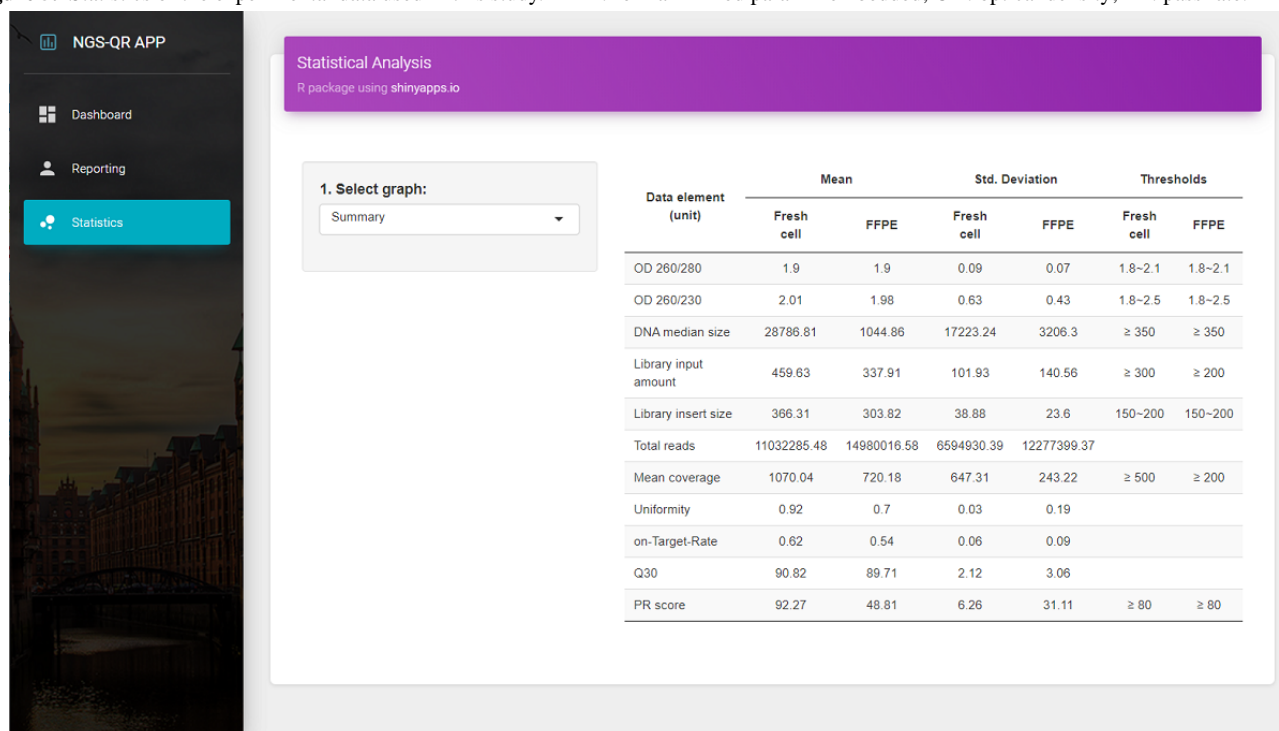 NGS-QR APP
Dashboard
Reporting
Statistics
Statistical Analysis
R package using shinyapps.io
1. Select graph:
Summary
Data element (unit) Mean Std. Deviation Thresholds
Fresh cell FFPE Fresh cell FFPE Fresh cell FFPE
OD 260/280 1.9 1.9 0.09 0.07 1.8~2.1 1.8~2.1
OD 260/230 2.01 1.98 0.63 0.43 1.8~2.5 1.8~2.5
DNA median size 28786.81 1044.86 17223.24 3206.3 ≥ 350 ≥ 350
Library input amount 459.63 337.91 101.93 140.56 ≥ 300 ≥ 200
Library insert size 366.31 303.82 38.88 23.6 150~200 150~200
Total reads 11032285.48 14980016.58 6594930.39 12277399.37
Mean coverage 1070.04 720.18 647.31 243.22 ≥ 500 ≥ 200
Uniformity 0.92 0.7 0.03 0.19
on-Target-Rate 0.62 0.54 0.06 0.09
Q30 90.82 89.71 2.12 3.06
PR score 92.27 48.81 6.26 31.11 ≥ 80 ≥ 80